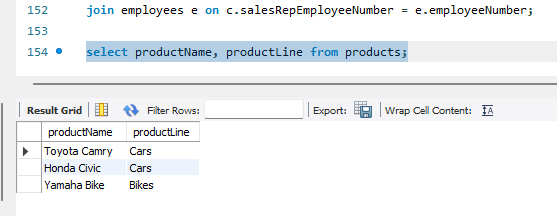 152 join employees e on c.salesRepEmployeeNumber = e.employeeNumber;
153
154 select productName, productLine from products;
Result Grid Filter Rows: Export: Wrap Cell Content:
productName productLine
Toyota Camry Cars
Honda Civic Cars
Yamaha Bike Bikes